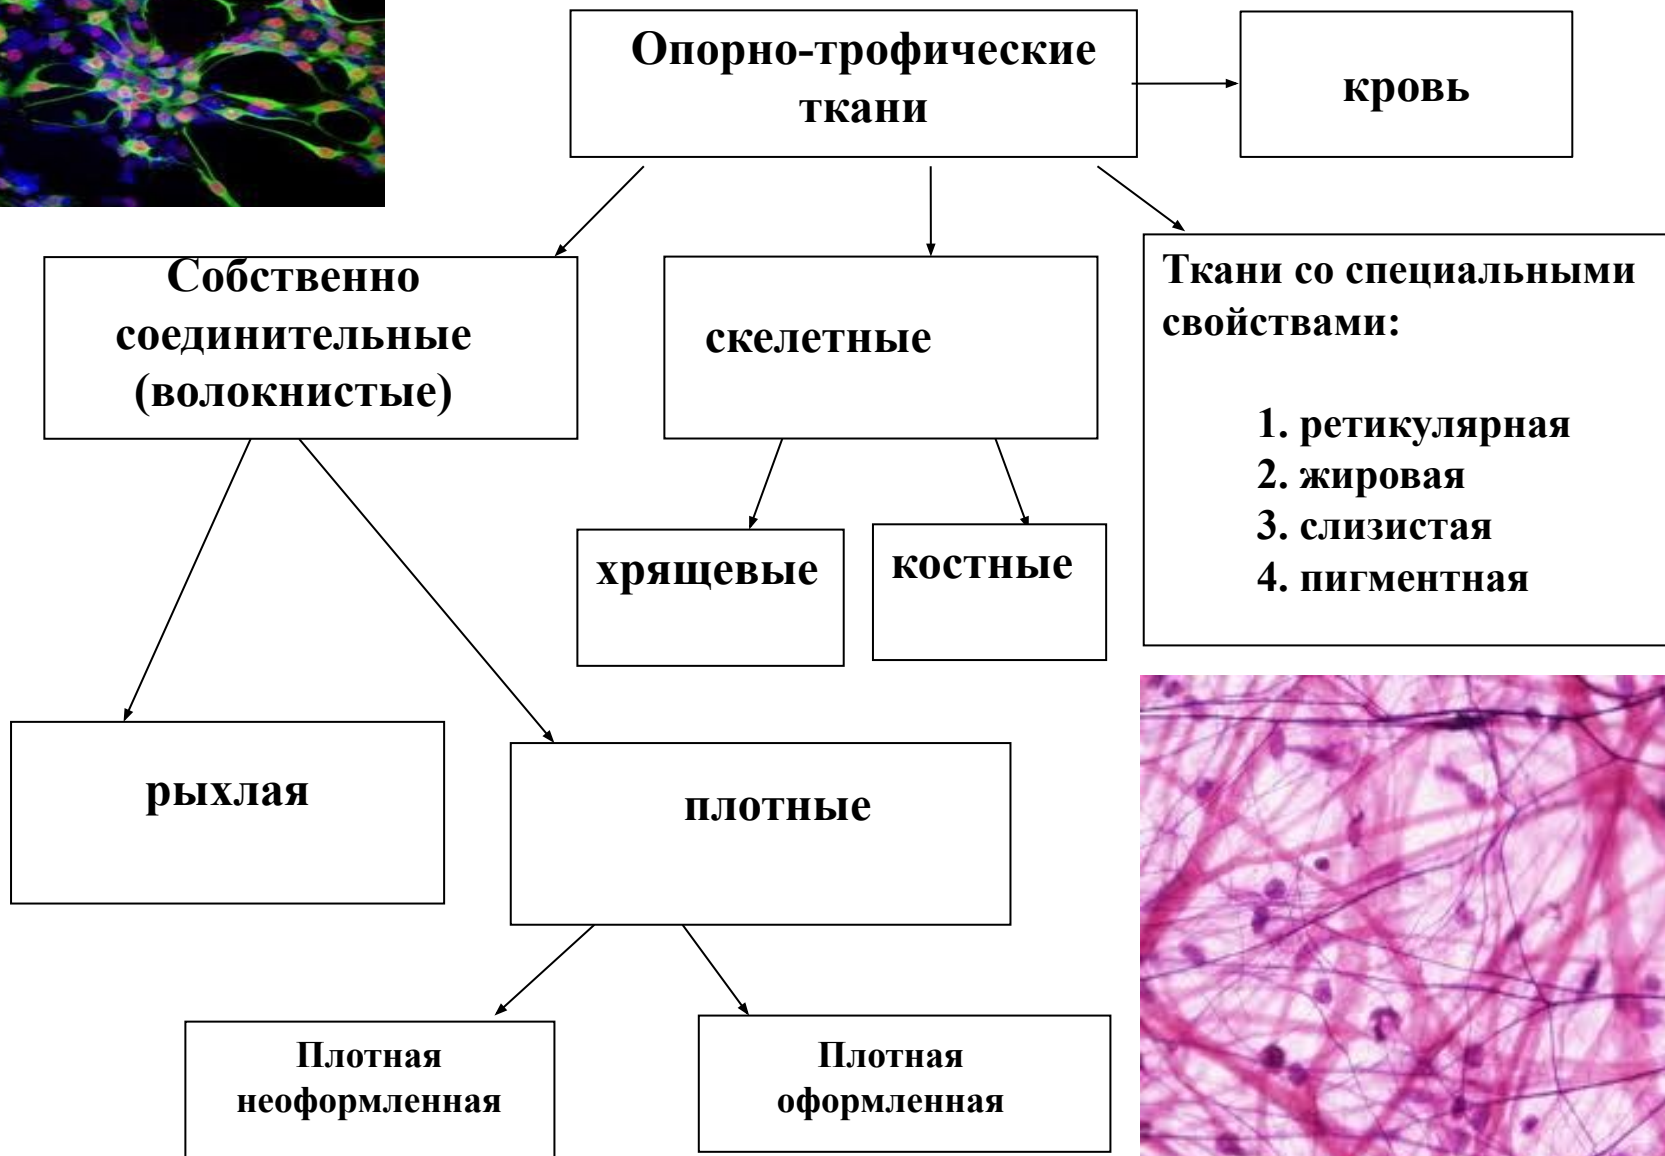 Опорно-трофические
ткани
кровь
Собственно
соединительные
(волокнистые)
скелетные
Ткани со специальными
свойствами:
1. ретикулярная
2. жировая
3. слизистая
4. пигментная
хрящевые
костные
рыхлая
плотные
Плотная
неоформленная
Плотная
оформленная